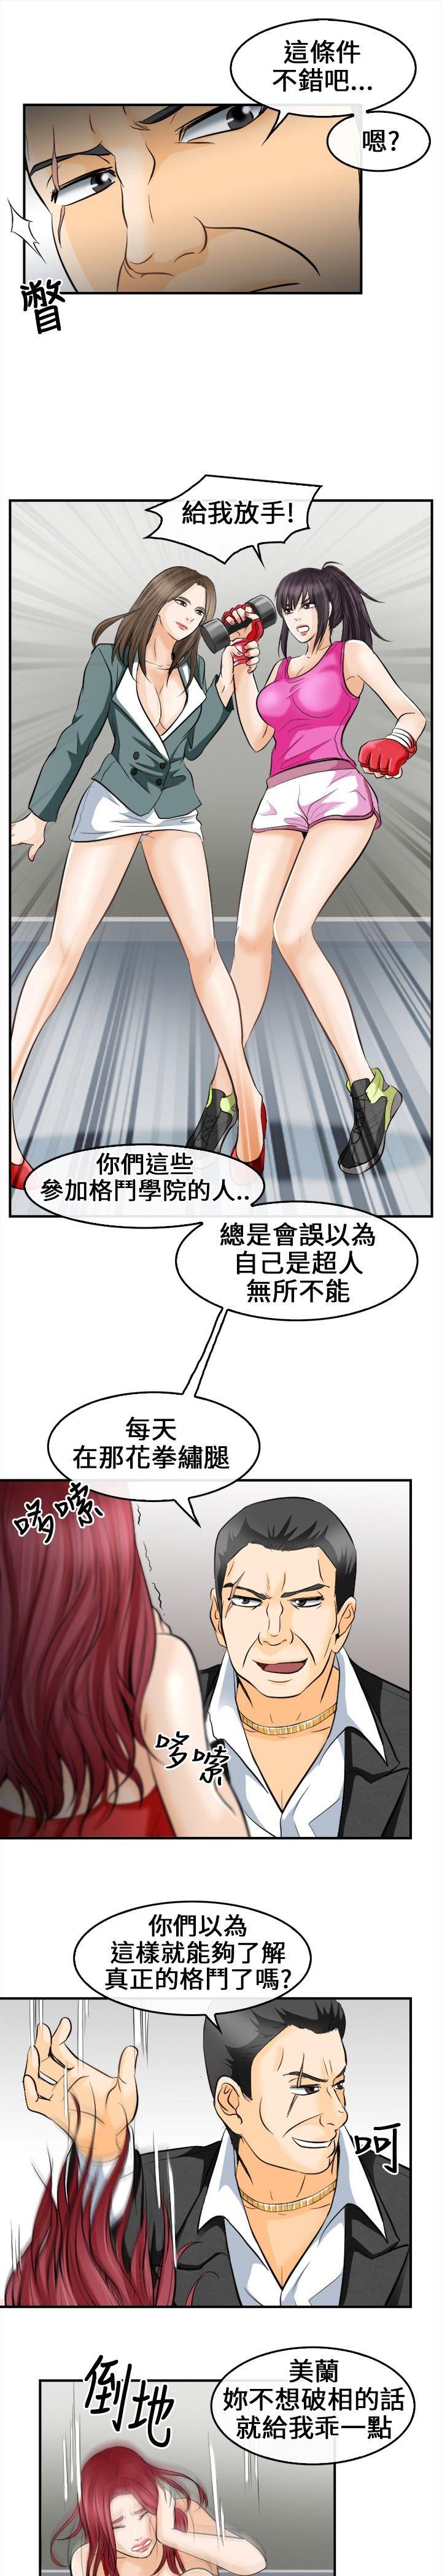 這條件
不錯吧...
嗯?
瞥
給我放手!
你們這些
參加格鬥學院的人..
總是會誤以為
自己是超人
無所不能
每天
在那花拳繡腿
哆嗦
哆嗦
你們以為
這樣就能夠了解
真正的格鬥了嗎?
呵
倒地
美蘭
妳不想破相的話
就給我乖一點